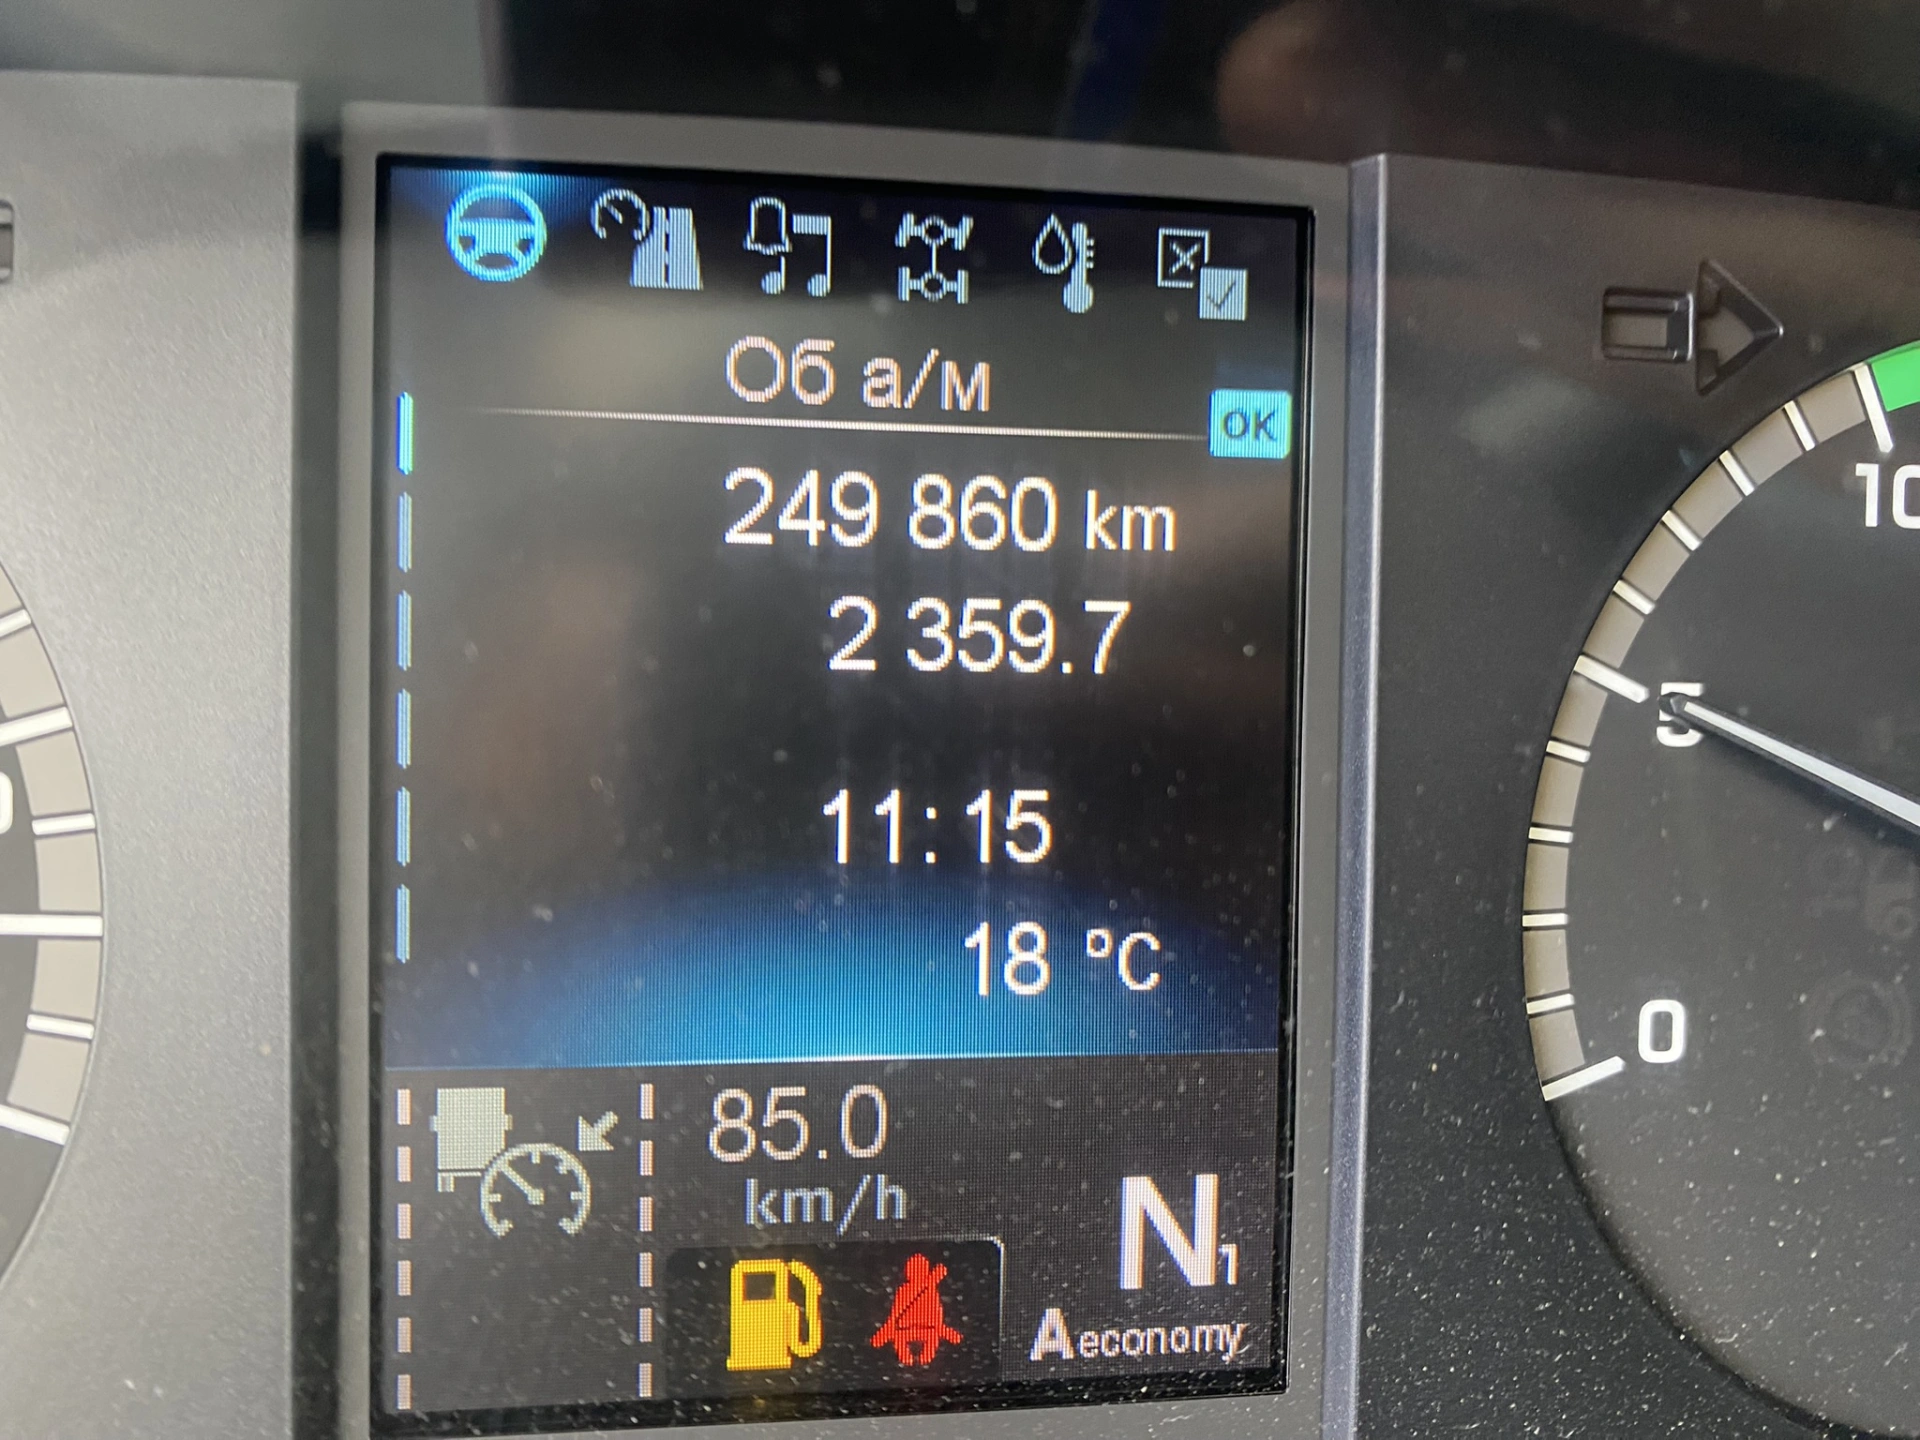 Об а/м
OK
249 860 km
2 359.7
11:15
18 °C
85.0
km/h
N1
Aeconomy
10
5
0